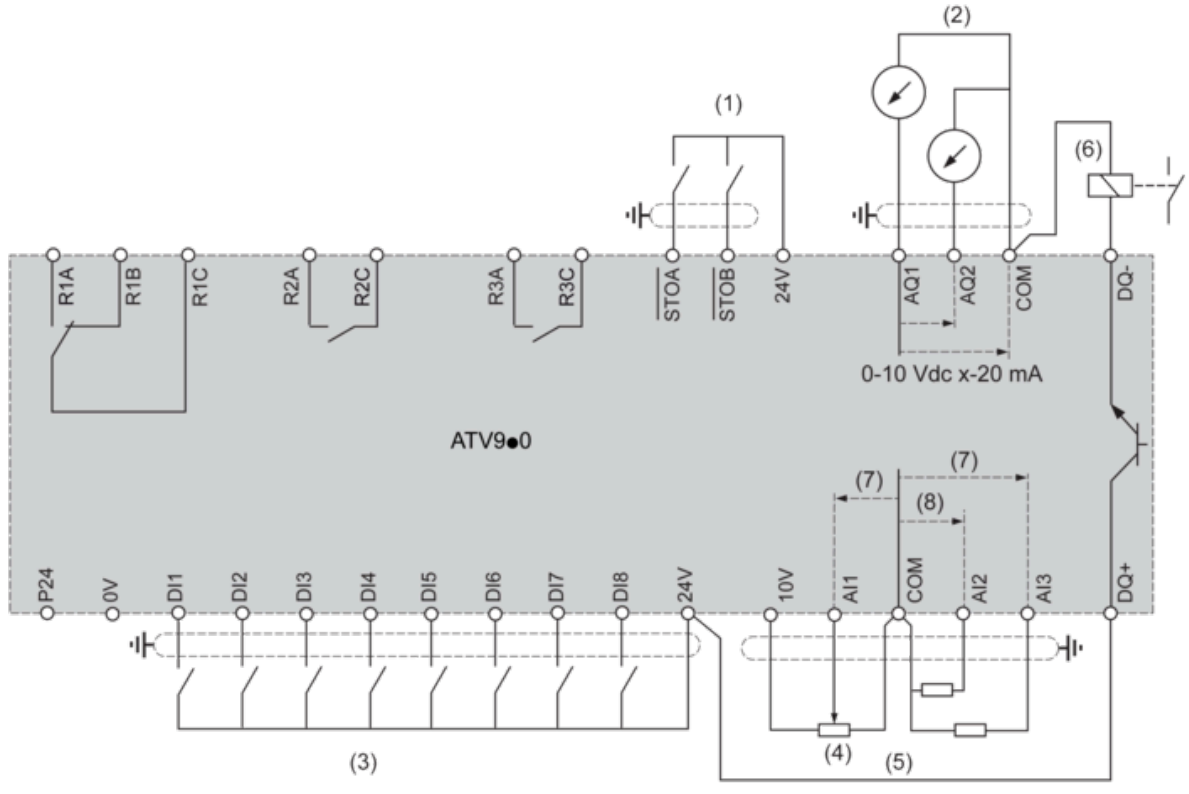 (2)
(1)
(6)
R1A
R1B
R1C
R2A
R2C
R3A
R3C
STOA
STOB
24V
AQ1
AQ2
COM
DQ-
0-10 Vdc x-20 mA
ATV9●0
(7)
(7)
(8)
P24
0V
DI1
DI2
DI3
DI4
DI5
DI6
DI7
DI8
24V
10V
AI1
COM
AI2
AI3
DQ+
(3)
(4)
(5)